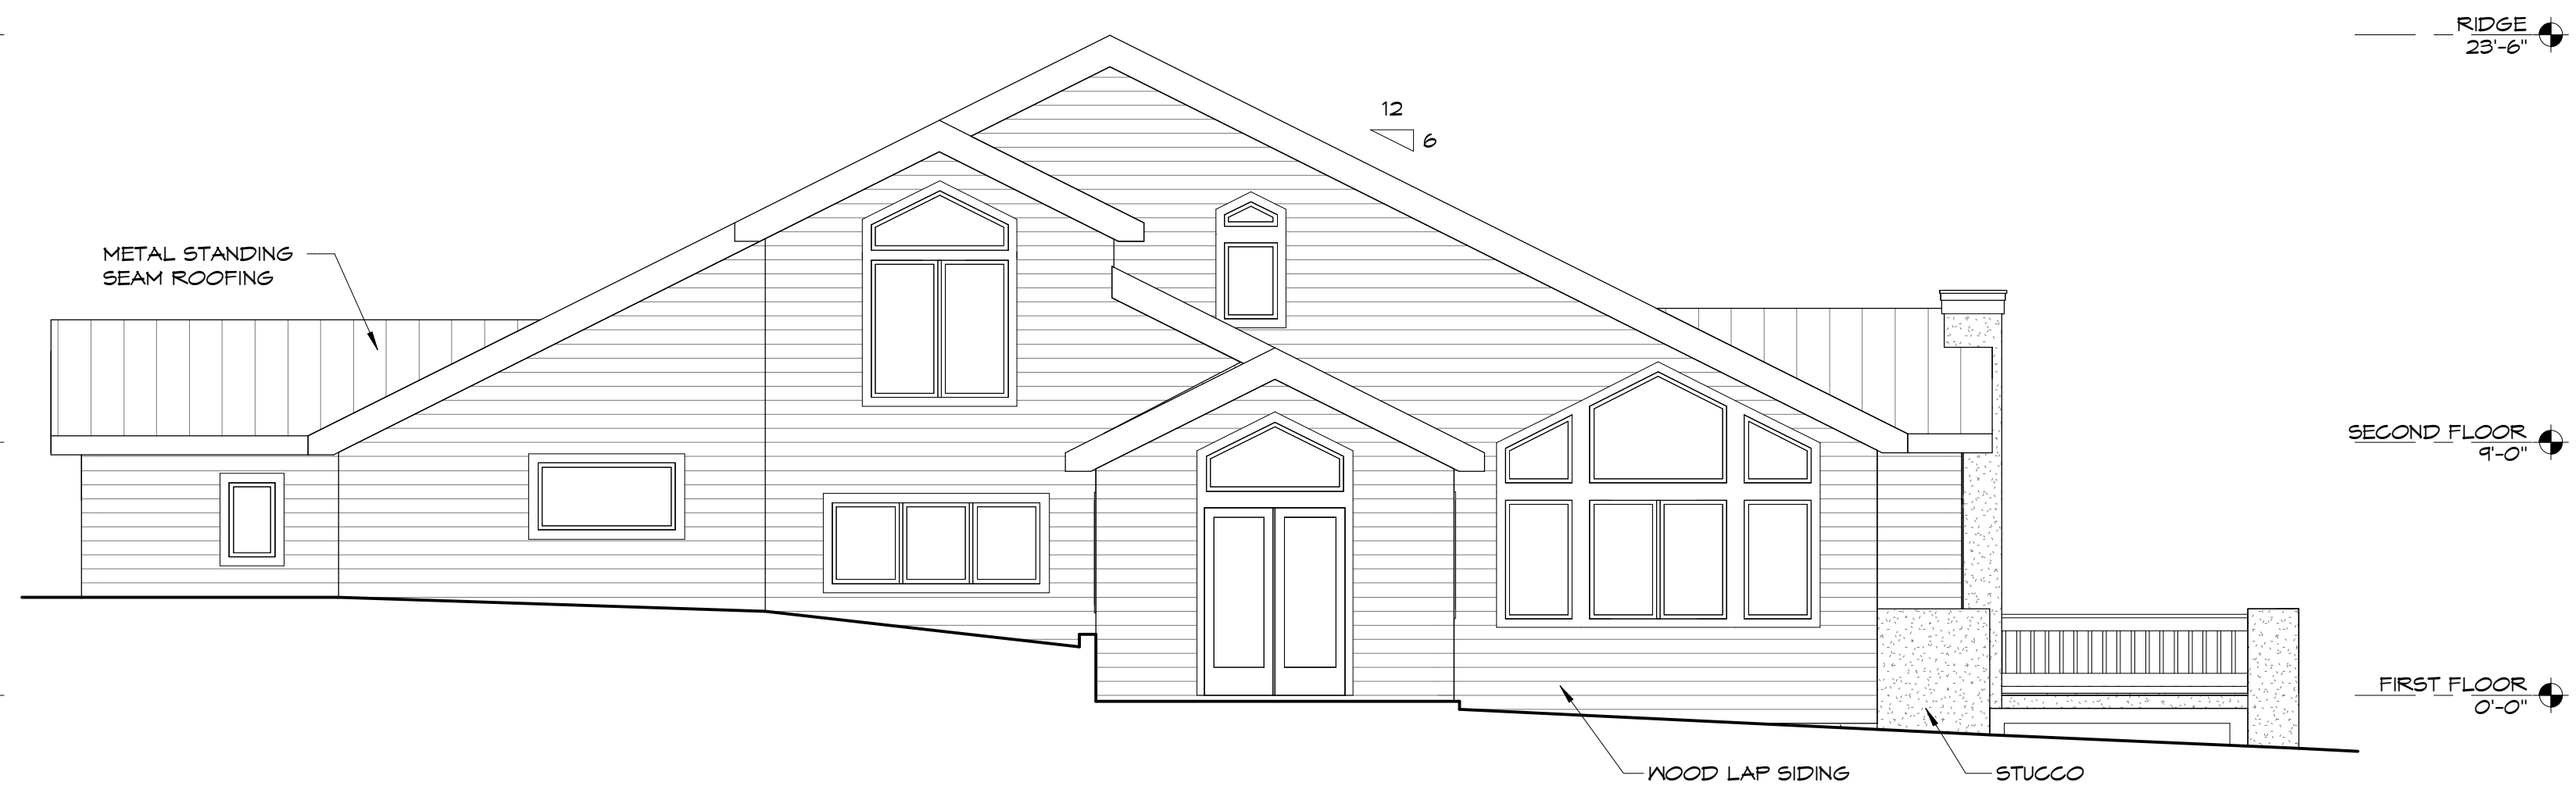 RIDGE
23'-6"
12
6
METAL STANDING
SEAM ROOFING
SECOND FLOOR
9'-0"
FIRST FLOOR
0'-0"
WOOD LAP SIDING
STUCCO